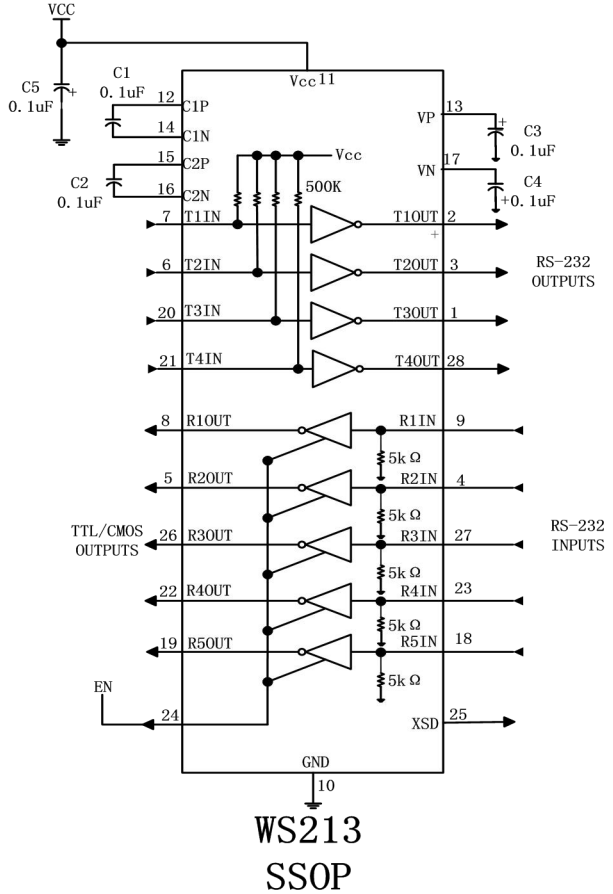 VCC
Vcc 11
C5
0.1uF
+
C1
0.1uF
12
C1P
14
C1N
15
C2P
16
C2N
C2
0.1uF
13
VP
+
C3
0.1uF
17
VN
C4
+0.1uF
Vcc
500K
7 T1IN T1OUT 2
+
6 T2IN T2OUT 3
RS-232
OUTPUTS
20 T3IN T3OUT 1
21 T4IN T4OUT 28
8 R1OUT R1IN 9
5kΩ
5 R2OUT R2IN 4
5kΩ
TTL/CMOS
OUTPUTS
26 R3OUT R3IN 27
RS-232
INPUTS
5kΩ
22 R4OUT R4IN 23
5kΩ
19 R5OUT R5IN 18
5kΩ
EN
24
XSD 25
GND
10
WS213
SSOP